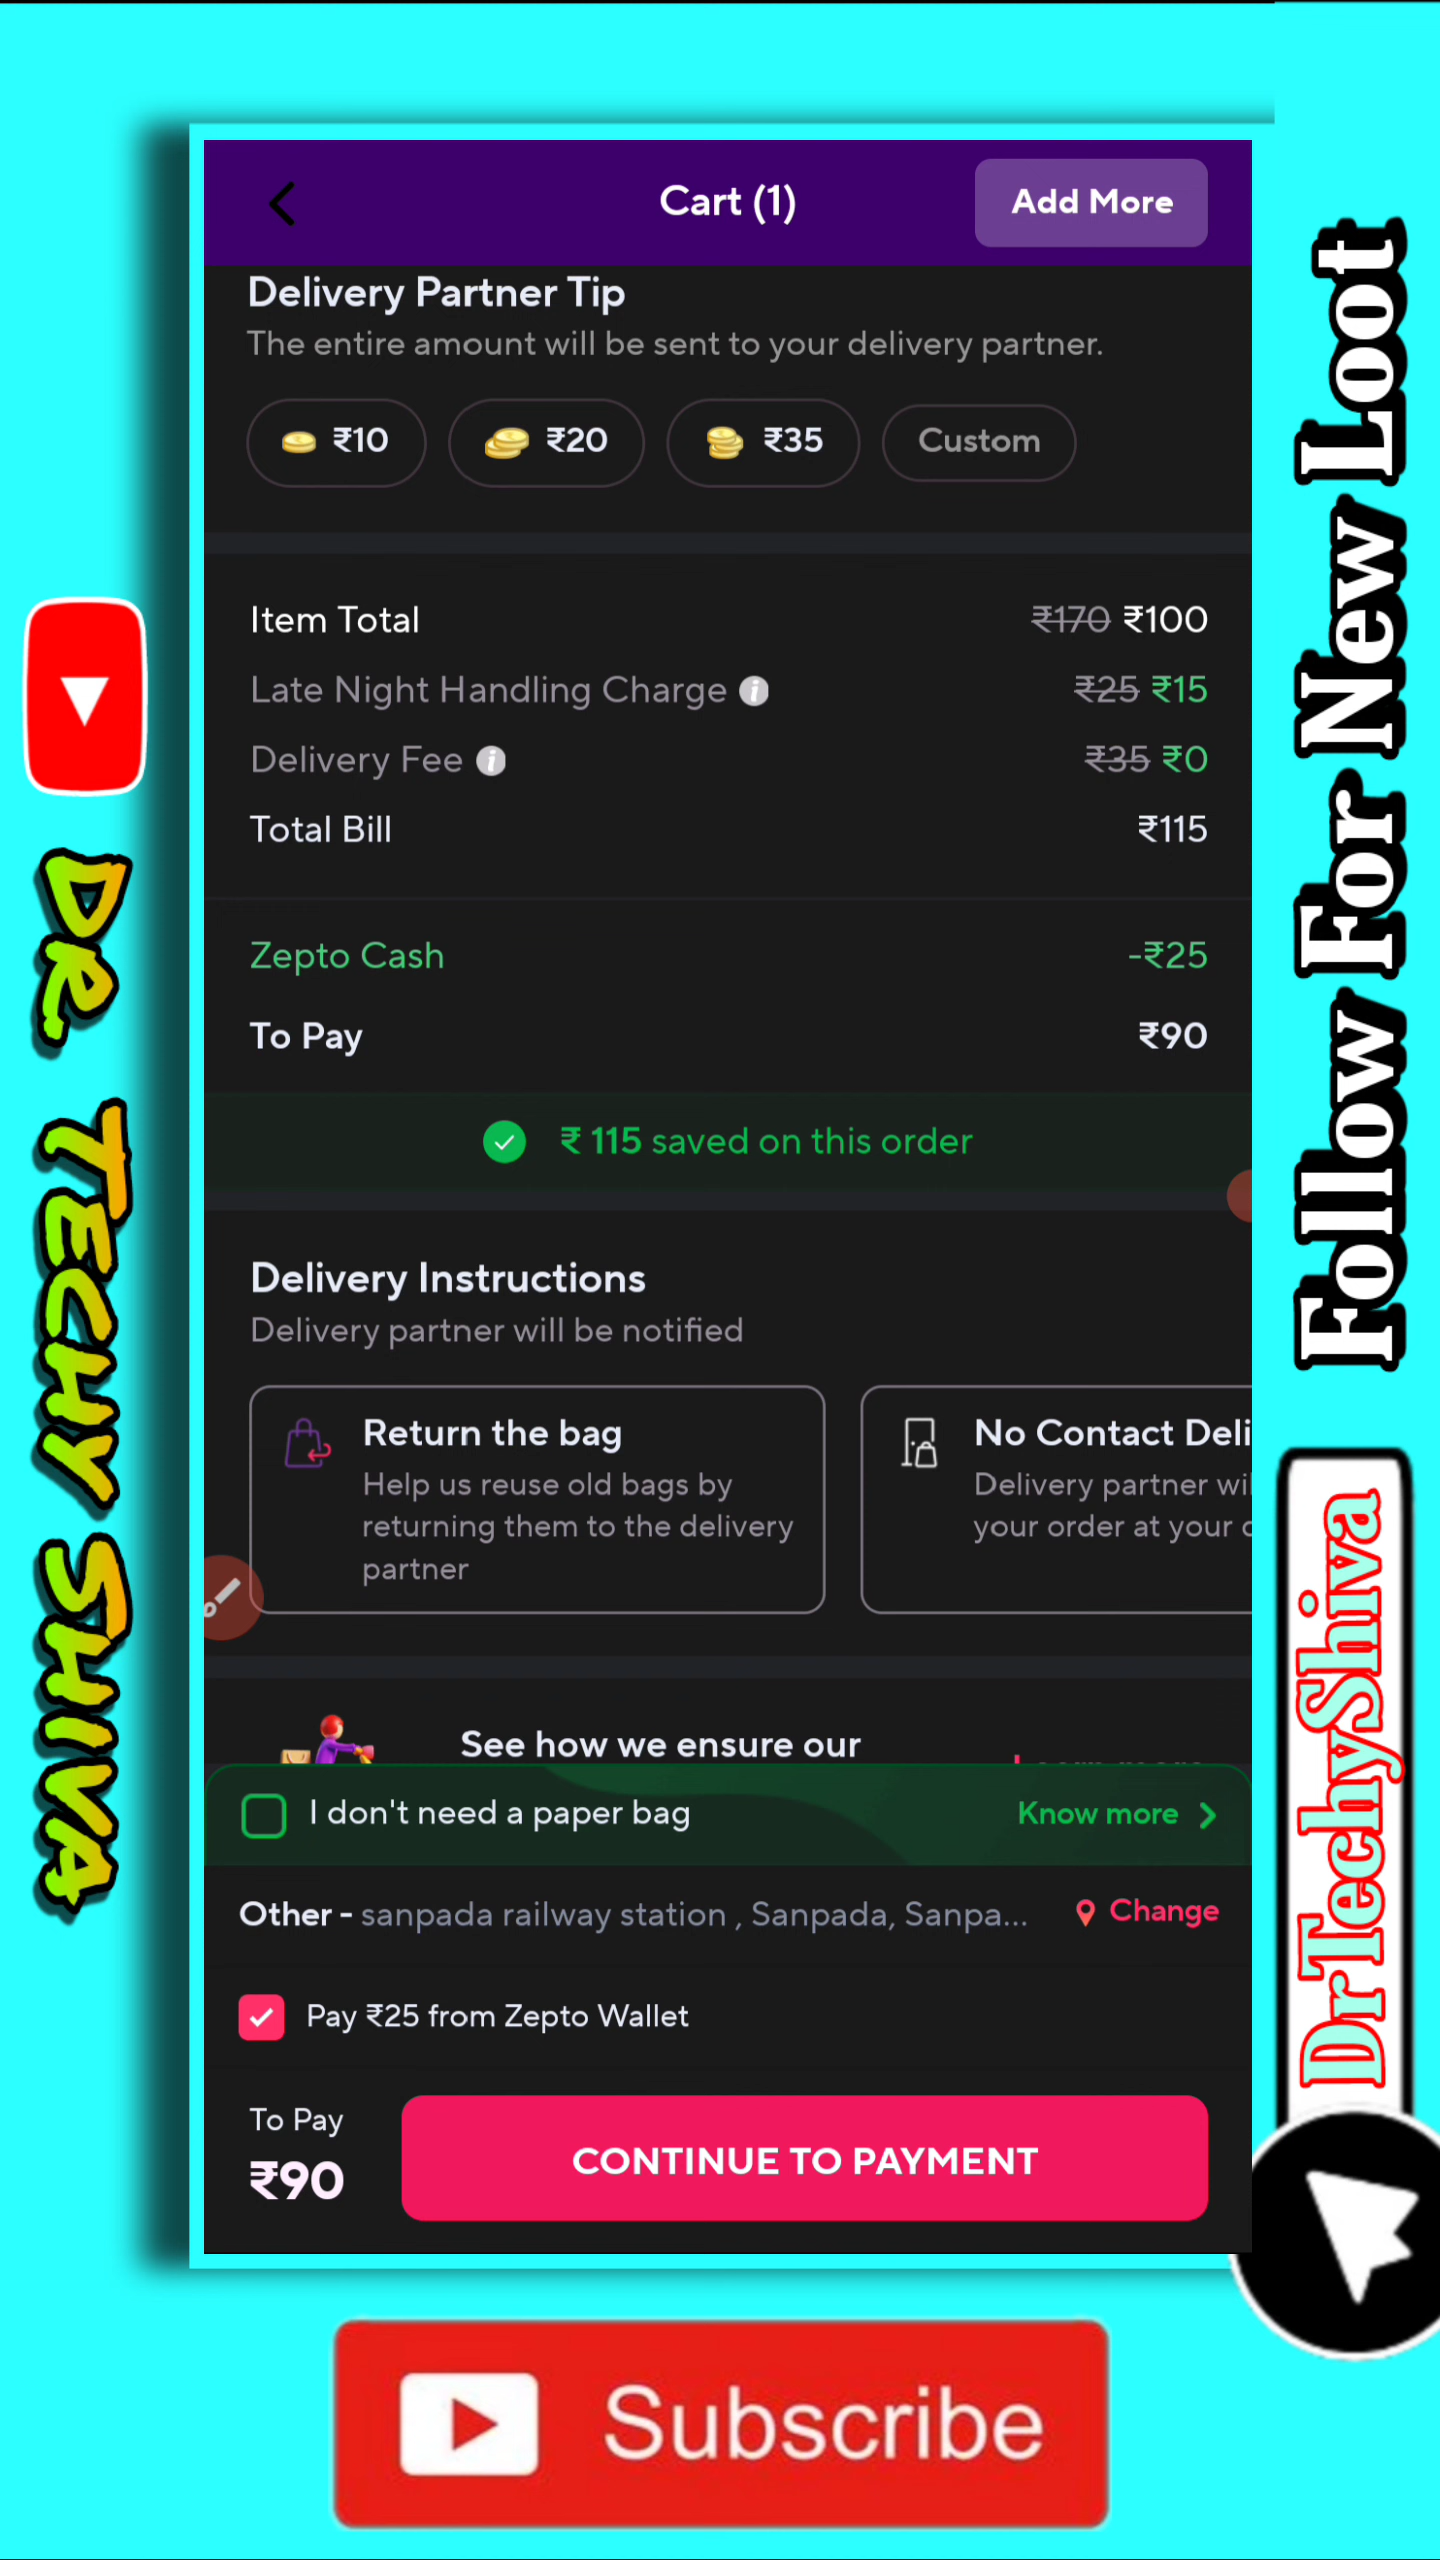 Cart (1)
Add More
Delivery Partner Tip
The entire amount will be sent to your delivery partner.
₹10
₹20
₹35
Custom
Item Total ₹170 ₹100
Late Night Handling Charge i ₹25 ₹15
Delivery Fee i ₹35 ₹0
Total Bill ₹115
Zepto Cash -₹25
To Pay ₹90
₹ 115 saved on this order
Delivery Instructions
Delivery partner will be notified
Return the bag
Help us reuse old bags by
returning them to the delivery
partner
No Contact Deli
Delivery partner wil
your order at your
See how we ensure our
I don't need a paper bag
Know more
Other - sanpada railway station , Sanpada, Sanpa...
Change
Pay ₹25 from Zepto Wallet
To Pay
₹90
CONTINUE TO PAYMENT
Subscribe
DR TECHY SHIVA
Follow For New Loot
DrTechyShiva